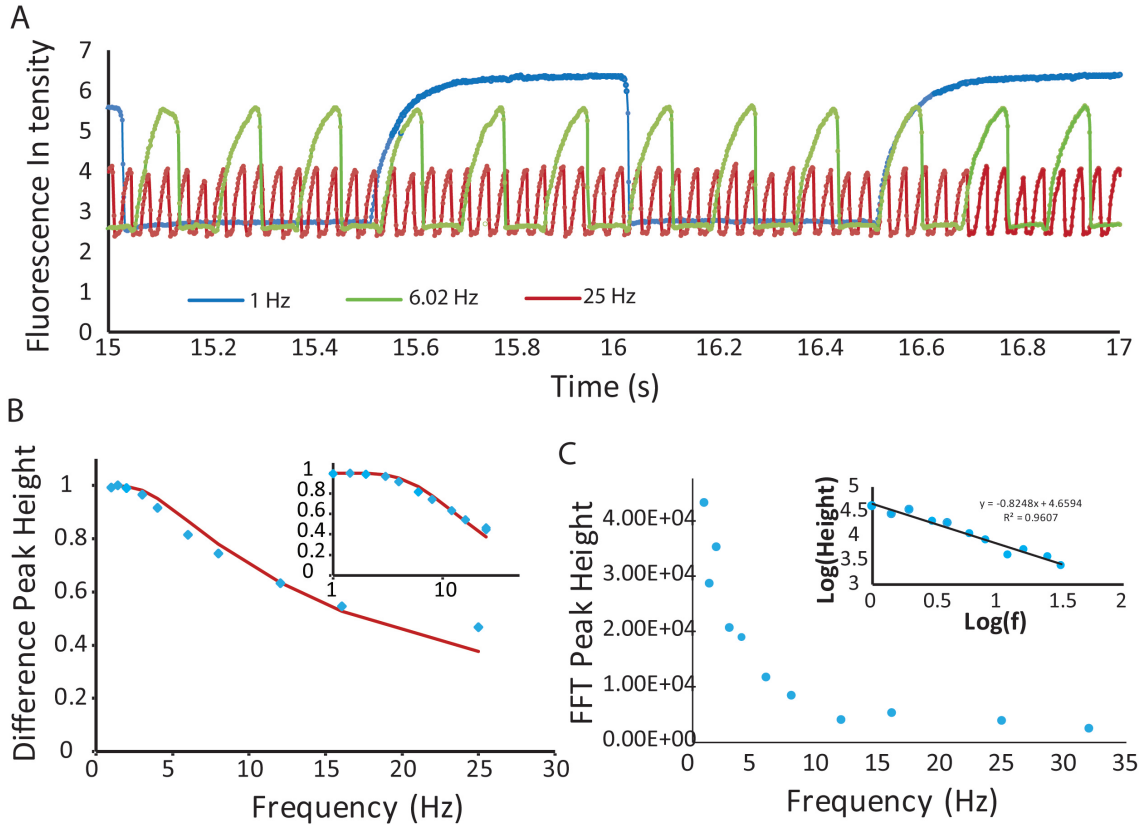 A
Fluorescence In tensity
7
6
5
4
3
2
1
0
1 Hz
6.02 Hz
25 Hz
15
15.2
15.4
15.6
15.8
16
16.2
16.4
16.6
16.8
17
Time (s)
B
Difference Peak Height
1
0.8
0.6
0.4
0.2
0
0
5
10
15
20
25
30
Frequency (Hz)
1
0.8
0.6
0.4
0.2
0
1
10
C
FFT Peak Height
4.00E+04
3.00E+04
2.00E+04
1.00E+04
0.00E+00
0
5
10
15
20
25
30
35
Frequency (Hz)
Log(Height)
5
4.5
4
3.5
3
y = -0.8248x + 4.6594
R² = 0.9607
0
0.5
1
1.5
2
Log(f)